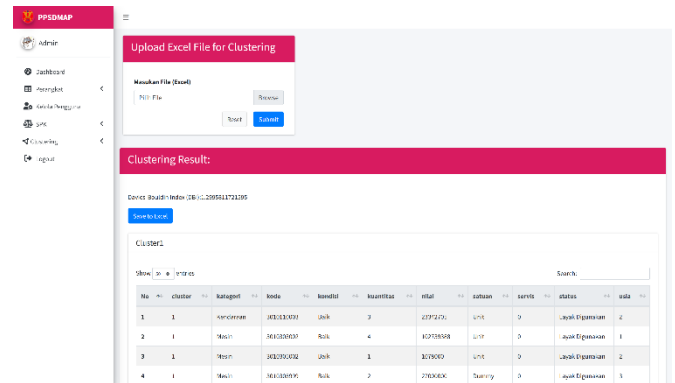 PPSDMAP
Admin
Dashboard
Perangkat
Kelola Pengguna
SPK
Clustering
Logout
Upload Excel File for Clustering
Masukan File (Excel)
Pilih File
Browse
Reset
Submit
Clustering Result:
Davies Bouldin Index (DBI):
Save to Excel
Cluster1
Show entries
Search:
No cluster kategori kode kondisi kuantitas nilai satuan servis status usia
1 1 Kendaraan Baik 3 Unit 0 Layak Digunakan 2
2 1 Mesin Baik 4 Unit 0 Layak Digunakan 1
3 1 Mesin Baik 1 Unit 0 Layak Digunakan 2
4 1 Mesin Baik 2 Dummy 0 Layak Digunakan 3